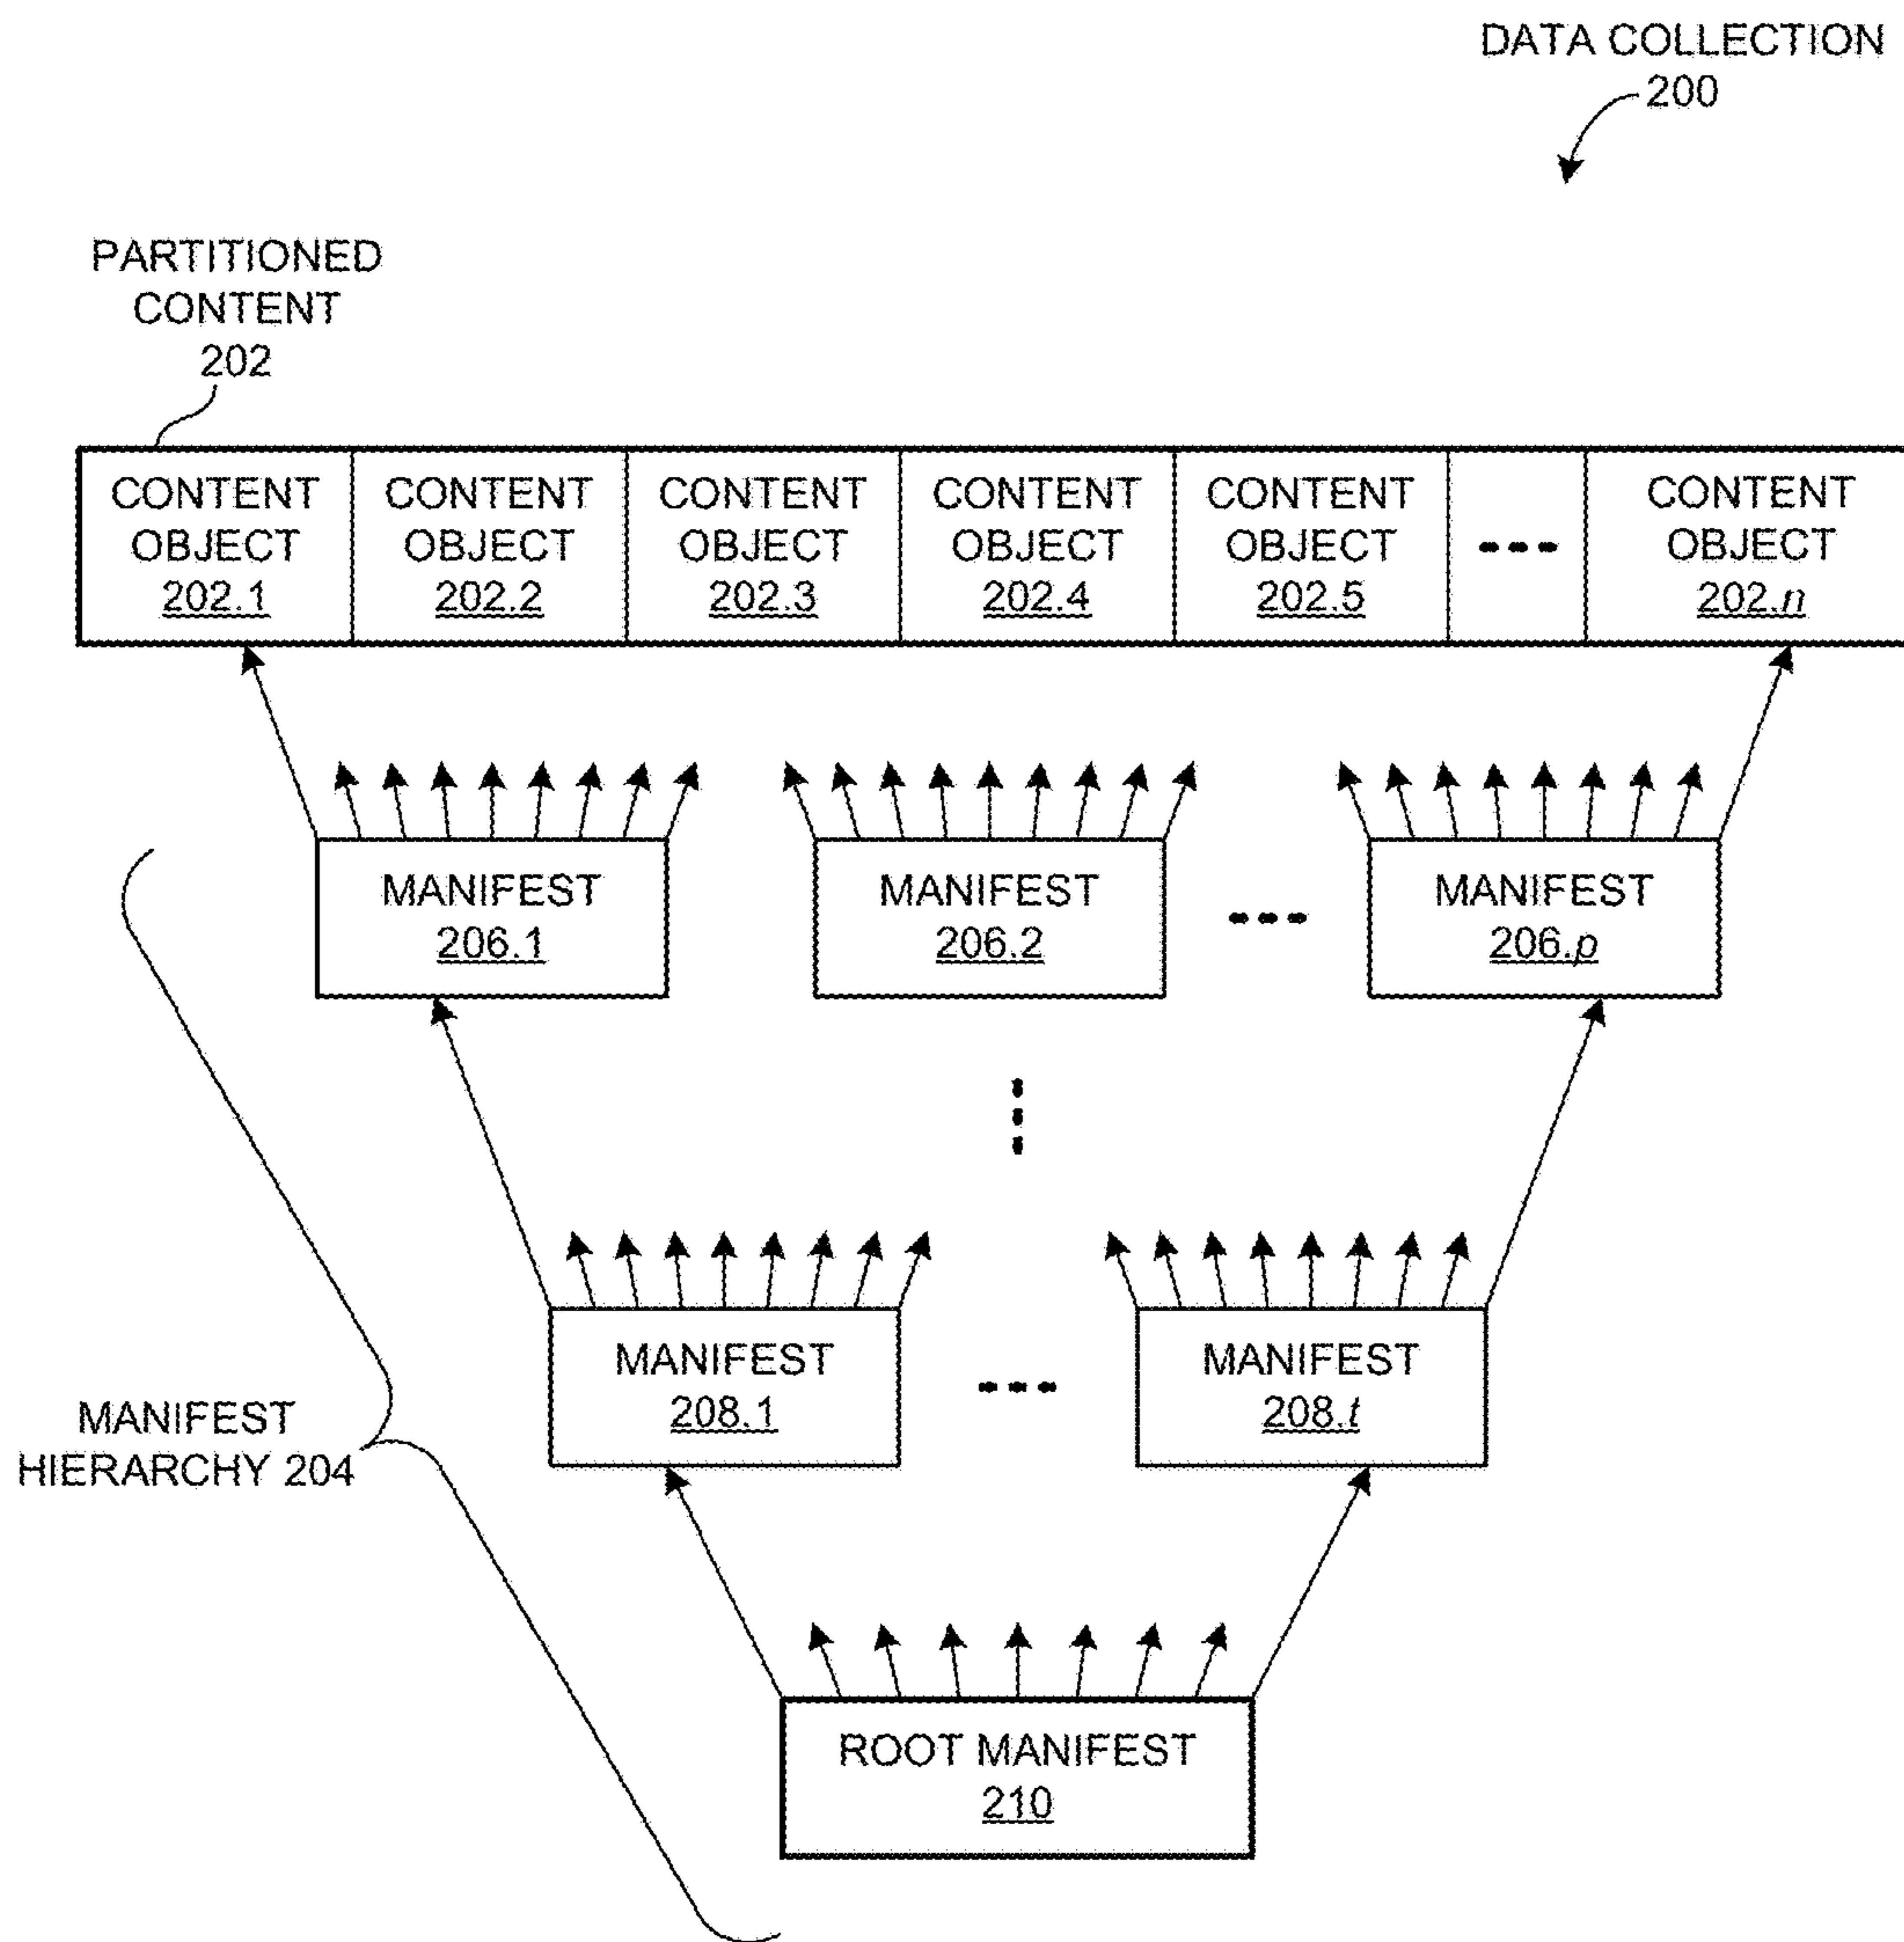 DATA COLLECTION
200
PARTITIONED
CONTENT
202
CONTENT
OBJECT
202.1
CONTENT
OBJECT
202.2
CONTENT
OBJECT
202.3
CONTENT
OBJECT
202.4
CONTENT
OBJECT
202.5
CONTENT
OBJECT
202.n
MANIFEST
206.1
MANIFEST
206.2
MANIFEST
206.p
MANIFEST
208.1
MANIFEST
208.t
MANIFEST
HIERARCHY 204
ROOT MANIFEST
210